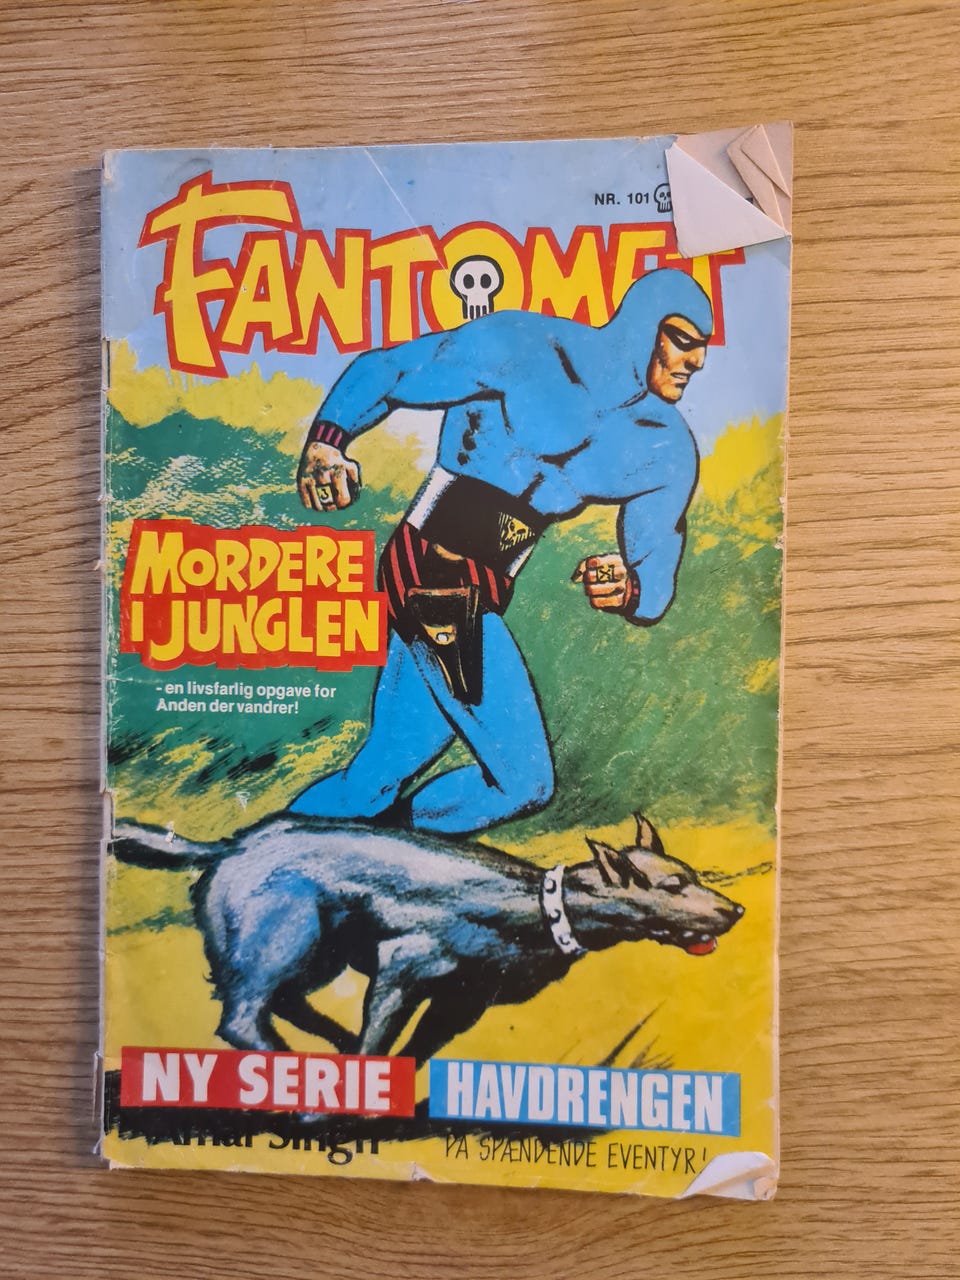 NR. 101
FANTOMET
MORDERE
I JUNGLEN
- en livsfarlig opgave for
Anden der vandrer!
NY SERIE
HAVDRENGEN
Amal Singh
PÅ SPÆNDENDE EVENTYR!